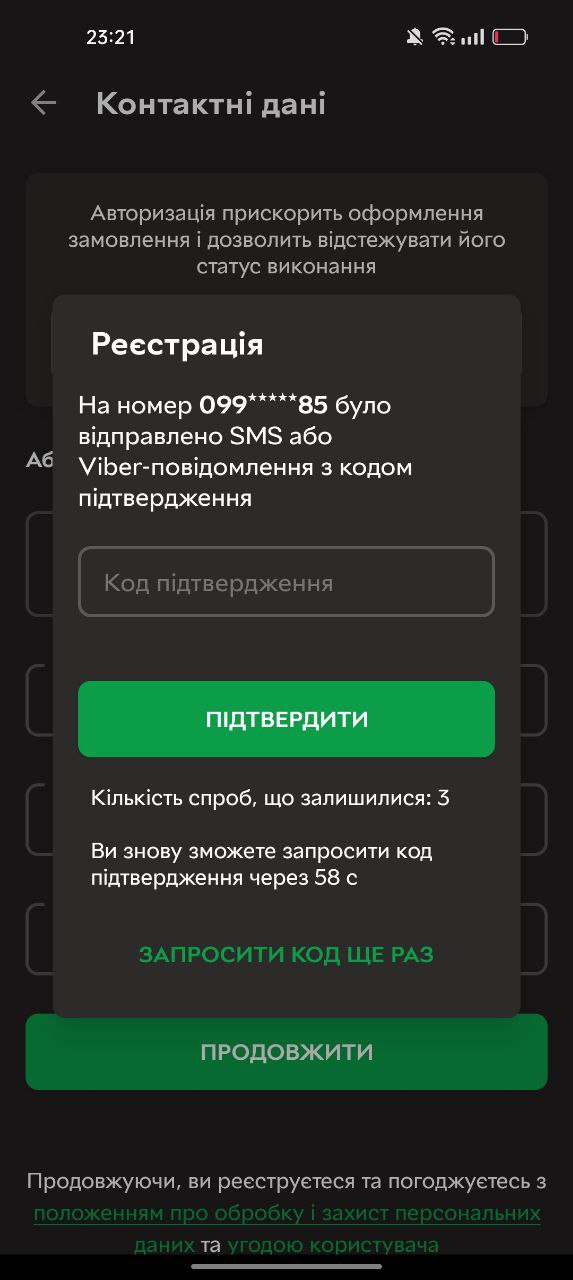 23:21
Контактні дані
Авторизація прискорить оформлення
замовлення і дозволить відстежувати його
статус виконання
Реєстрація
На номер 099*****85 було
відправлено SMS або
Viber-повідомлення з кодом
підтвердження
Код підтвердження
ПІДТВЕРДИТИ
Кількість спроб, що залишилися: 3
Ви знову зможете запросити код
підтвердження через 58 с
ЗАПРОСИТИ КОД ЩЕ РАЗ
ПРОДОВЖИТИ
Продовжуючи, ви реєструєтеся та погоджуєтесь з
положенням про обробку і захист персональних
даних та угодою користувача